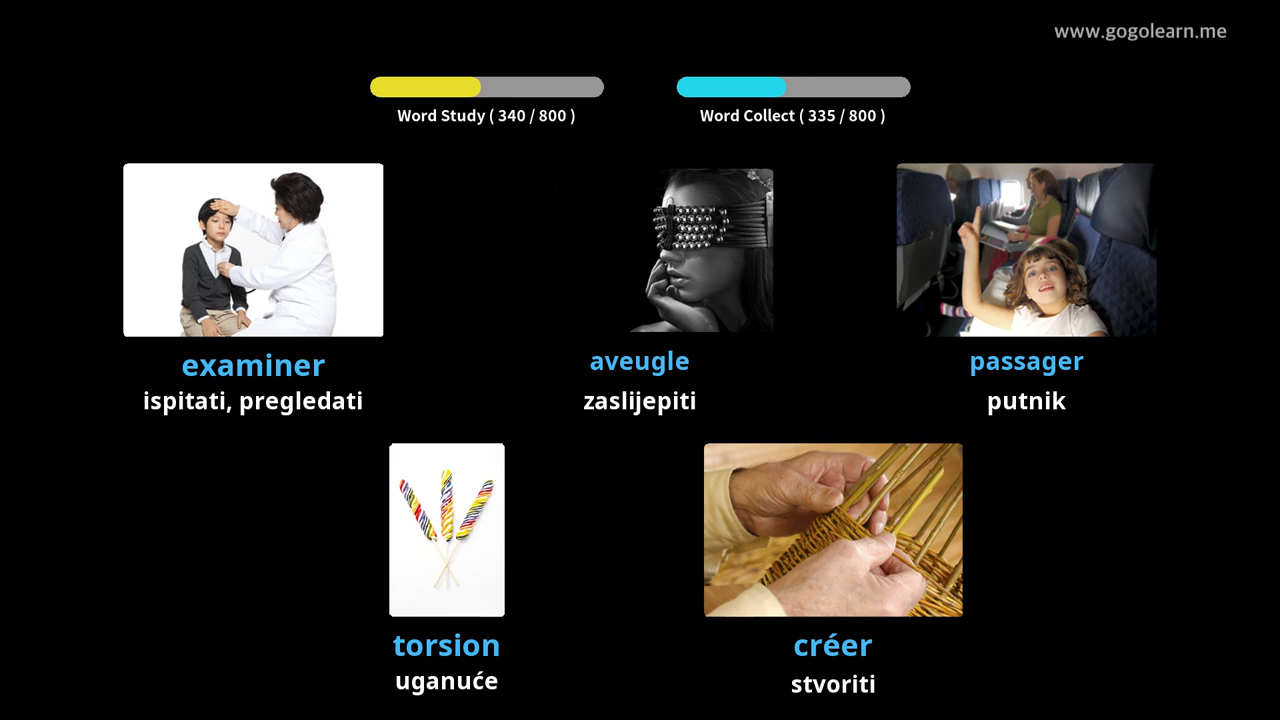 www.gogolearn.me
Word Study ( 340 / 800 )
Word Collect ( 335 / 800 )
examiner
ispitati, pregledati
aveugle
zaslijepiti
passager
putnik
torsion
uganuće
créer
stvoriti